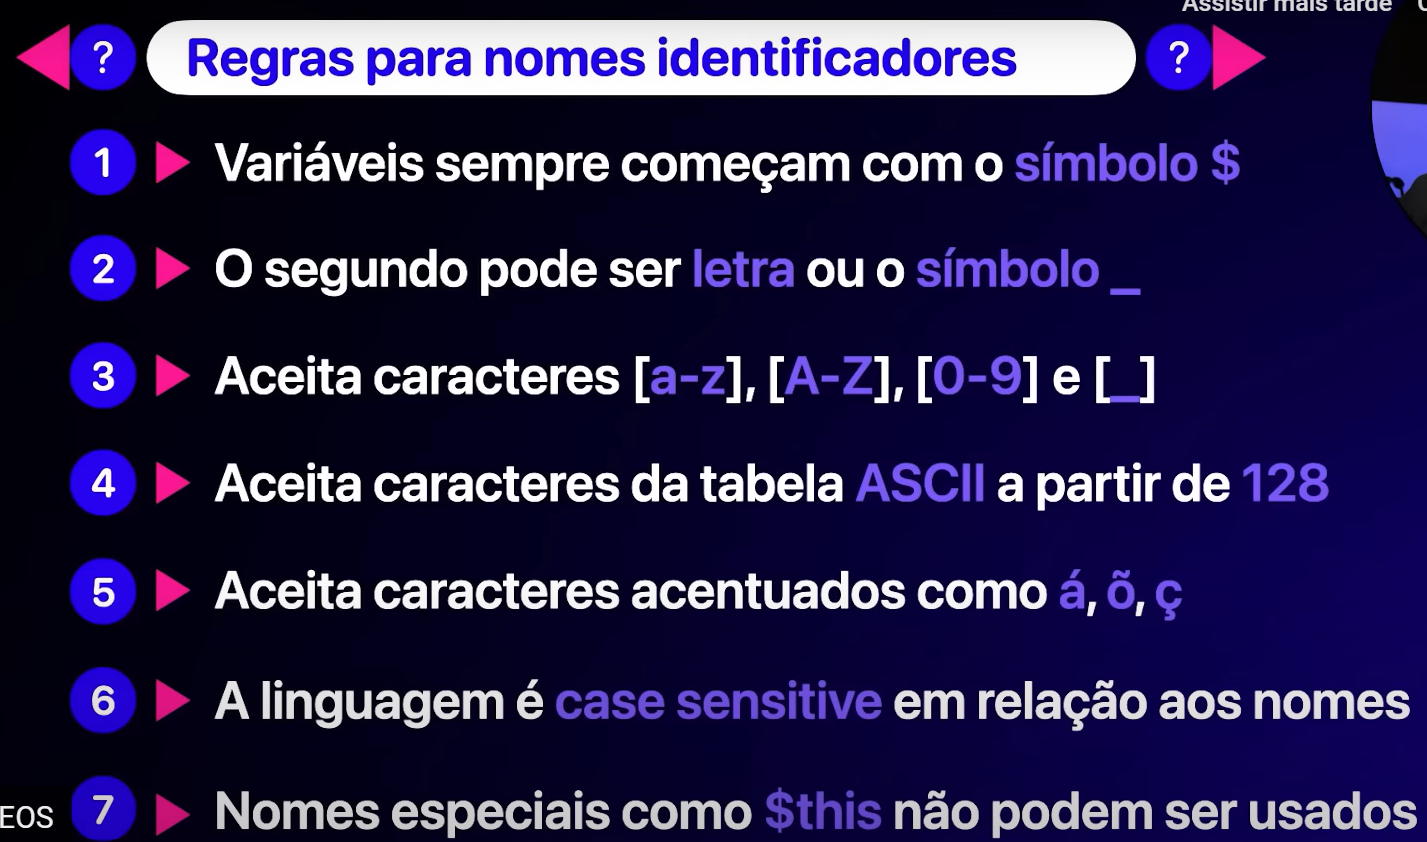 Assistir mais tarde
? Regras para nomes identificadores ?
1 Variáveis sempre começam com o símbolo $
2 O segundo pode ser letra ou o símbolo _
3 Aceita caracteres [a-z], [A-Z], [0-9] e [_]
4 Aceita caracteres da tabela ASCII a partir de 128
5 Aceita caracteres acentuados como á, õ, ç
6 A linguagem é case sensitive em relação aos nomes
EOS 7 Nomes especiais como $this não podem ser usados